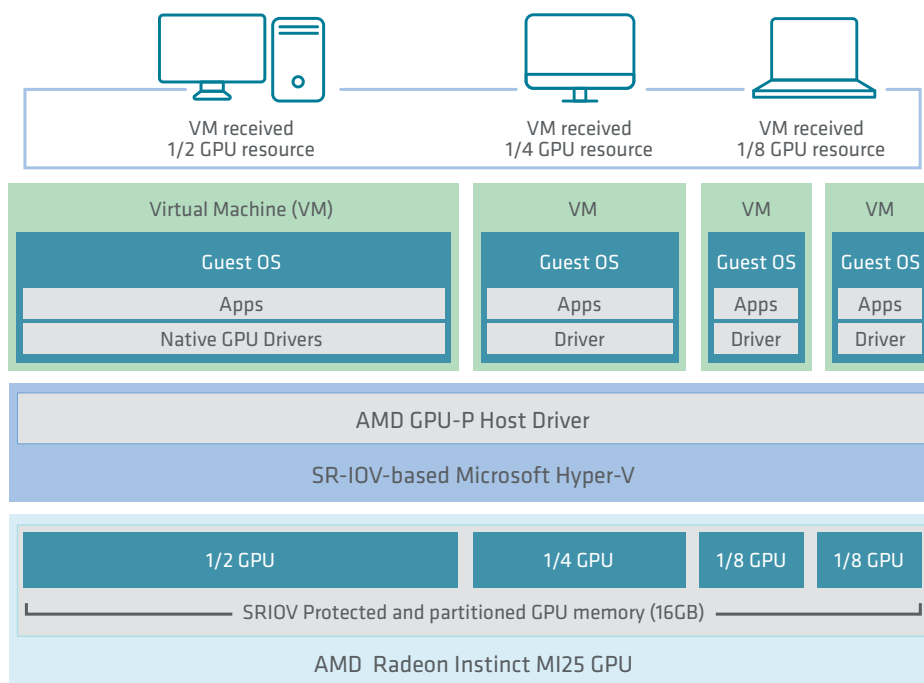 VM received
1/2 GPU resource
VM received
1/4 GPU resource
VM received
1/8 GPU resource
Virtual Machine (VM)
VM
VM
VM
Guest OS
Guest OS
Guest OS
Guest OS
Apps
Apps
Apps
Apps
Native GPU Drivers
Driver
Driver
Driver
AMD GPU-P Host Driver
SR-IOV-based Microsoft Hyper-V
1/2 GPU
1/4 GPU
1/8 GPU
1/8 GPU
SRIOV Protected and partitioned GPU memory (16GB)
AMD Radeon Instinct MI25 GPU